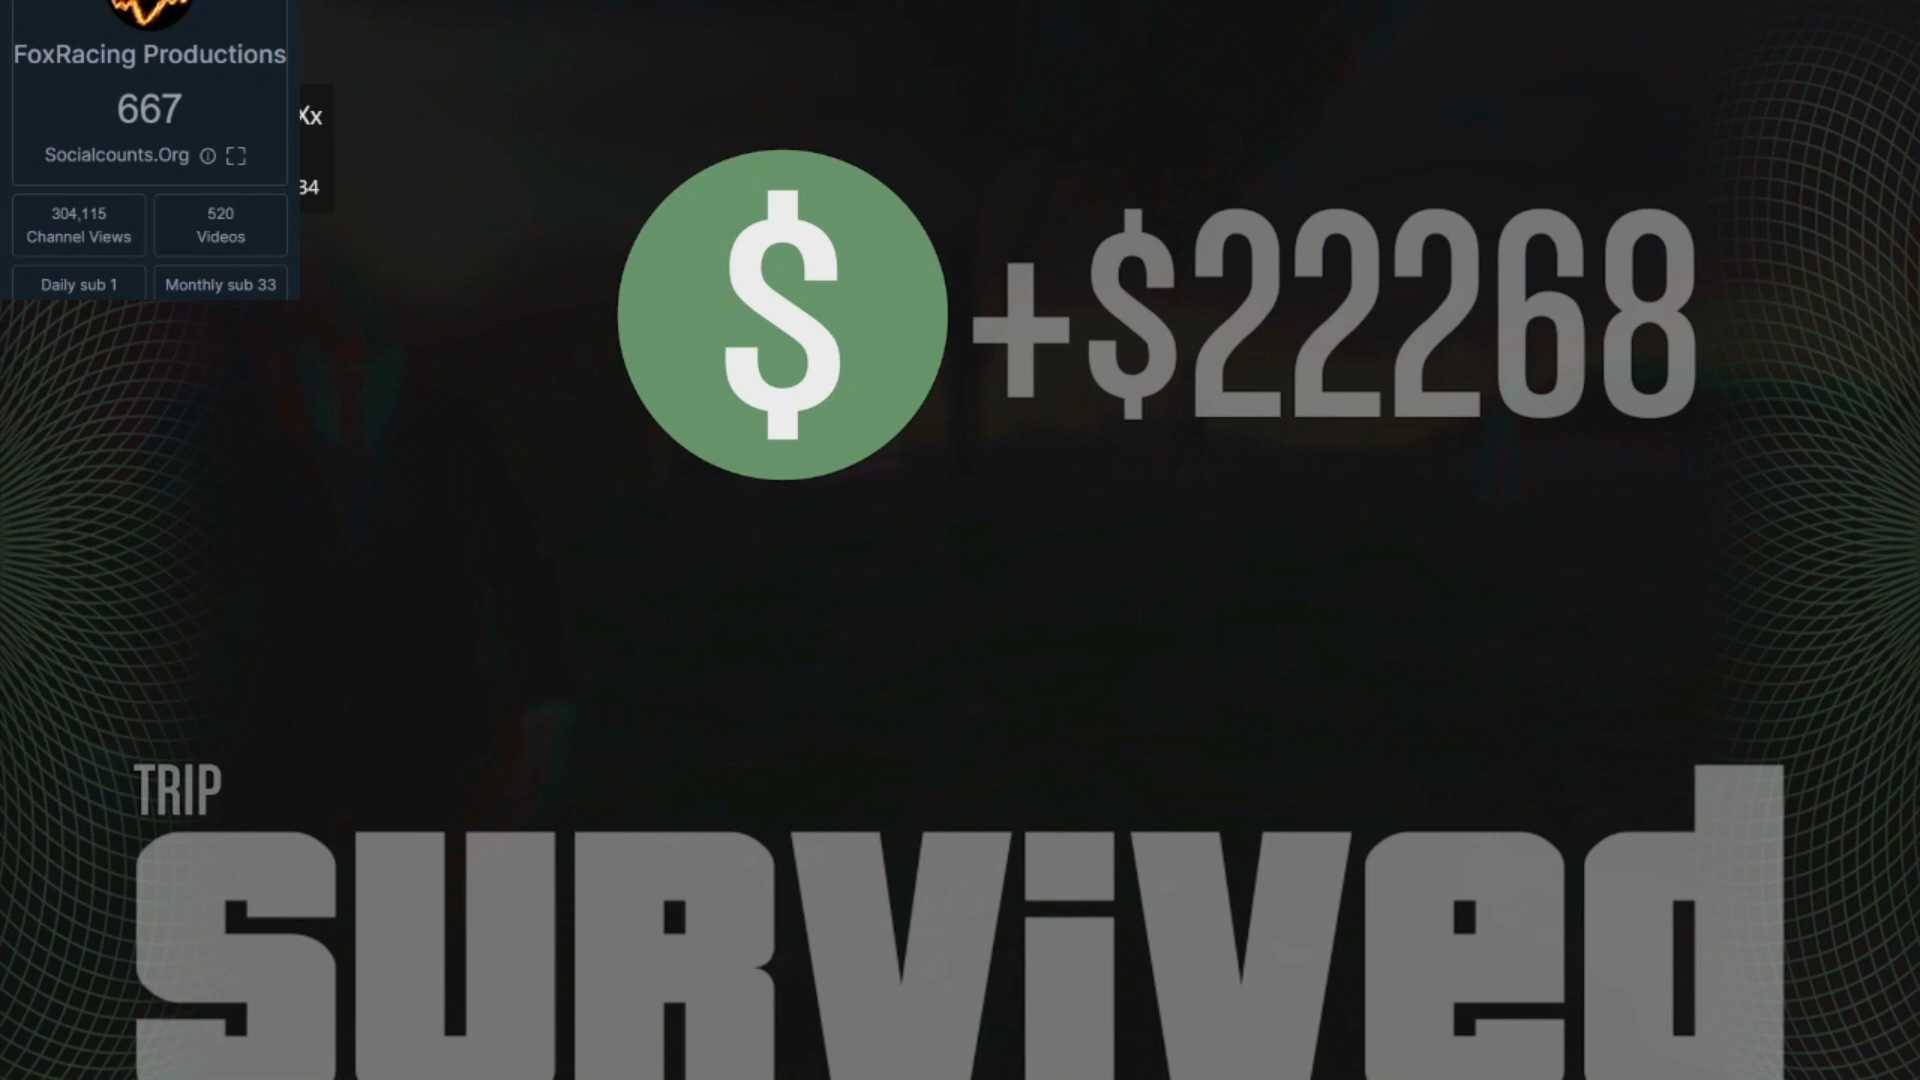 FoxRacing Productions
667
Socialcounts.Org
304,115
Channel Views
520
Videos
Daily sub 1
Monthly sub 33
Xx
34
$
+$22268
TRIP
SURVIVED